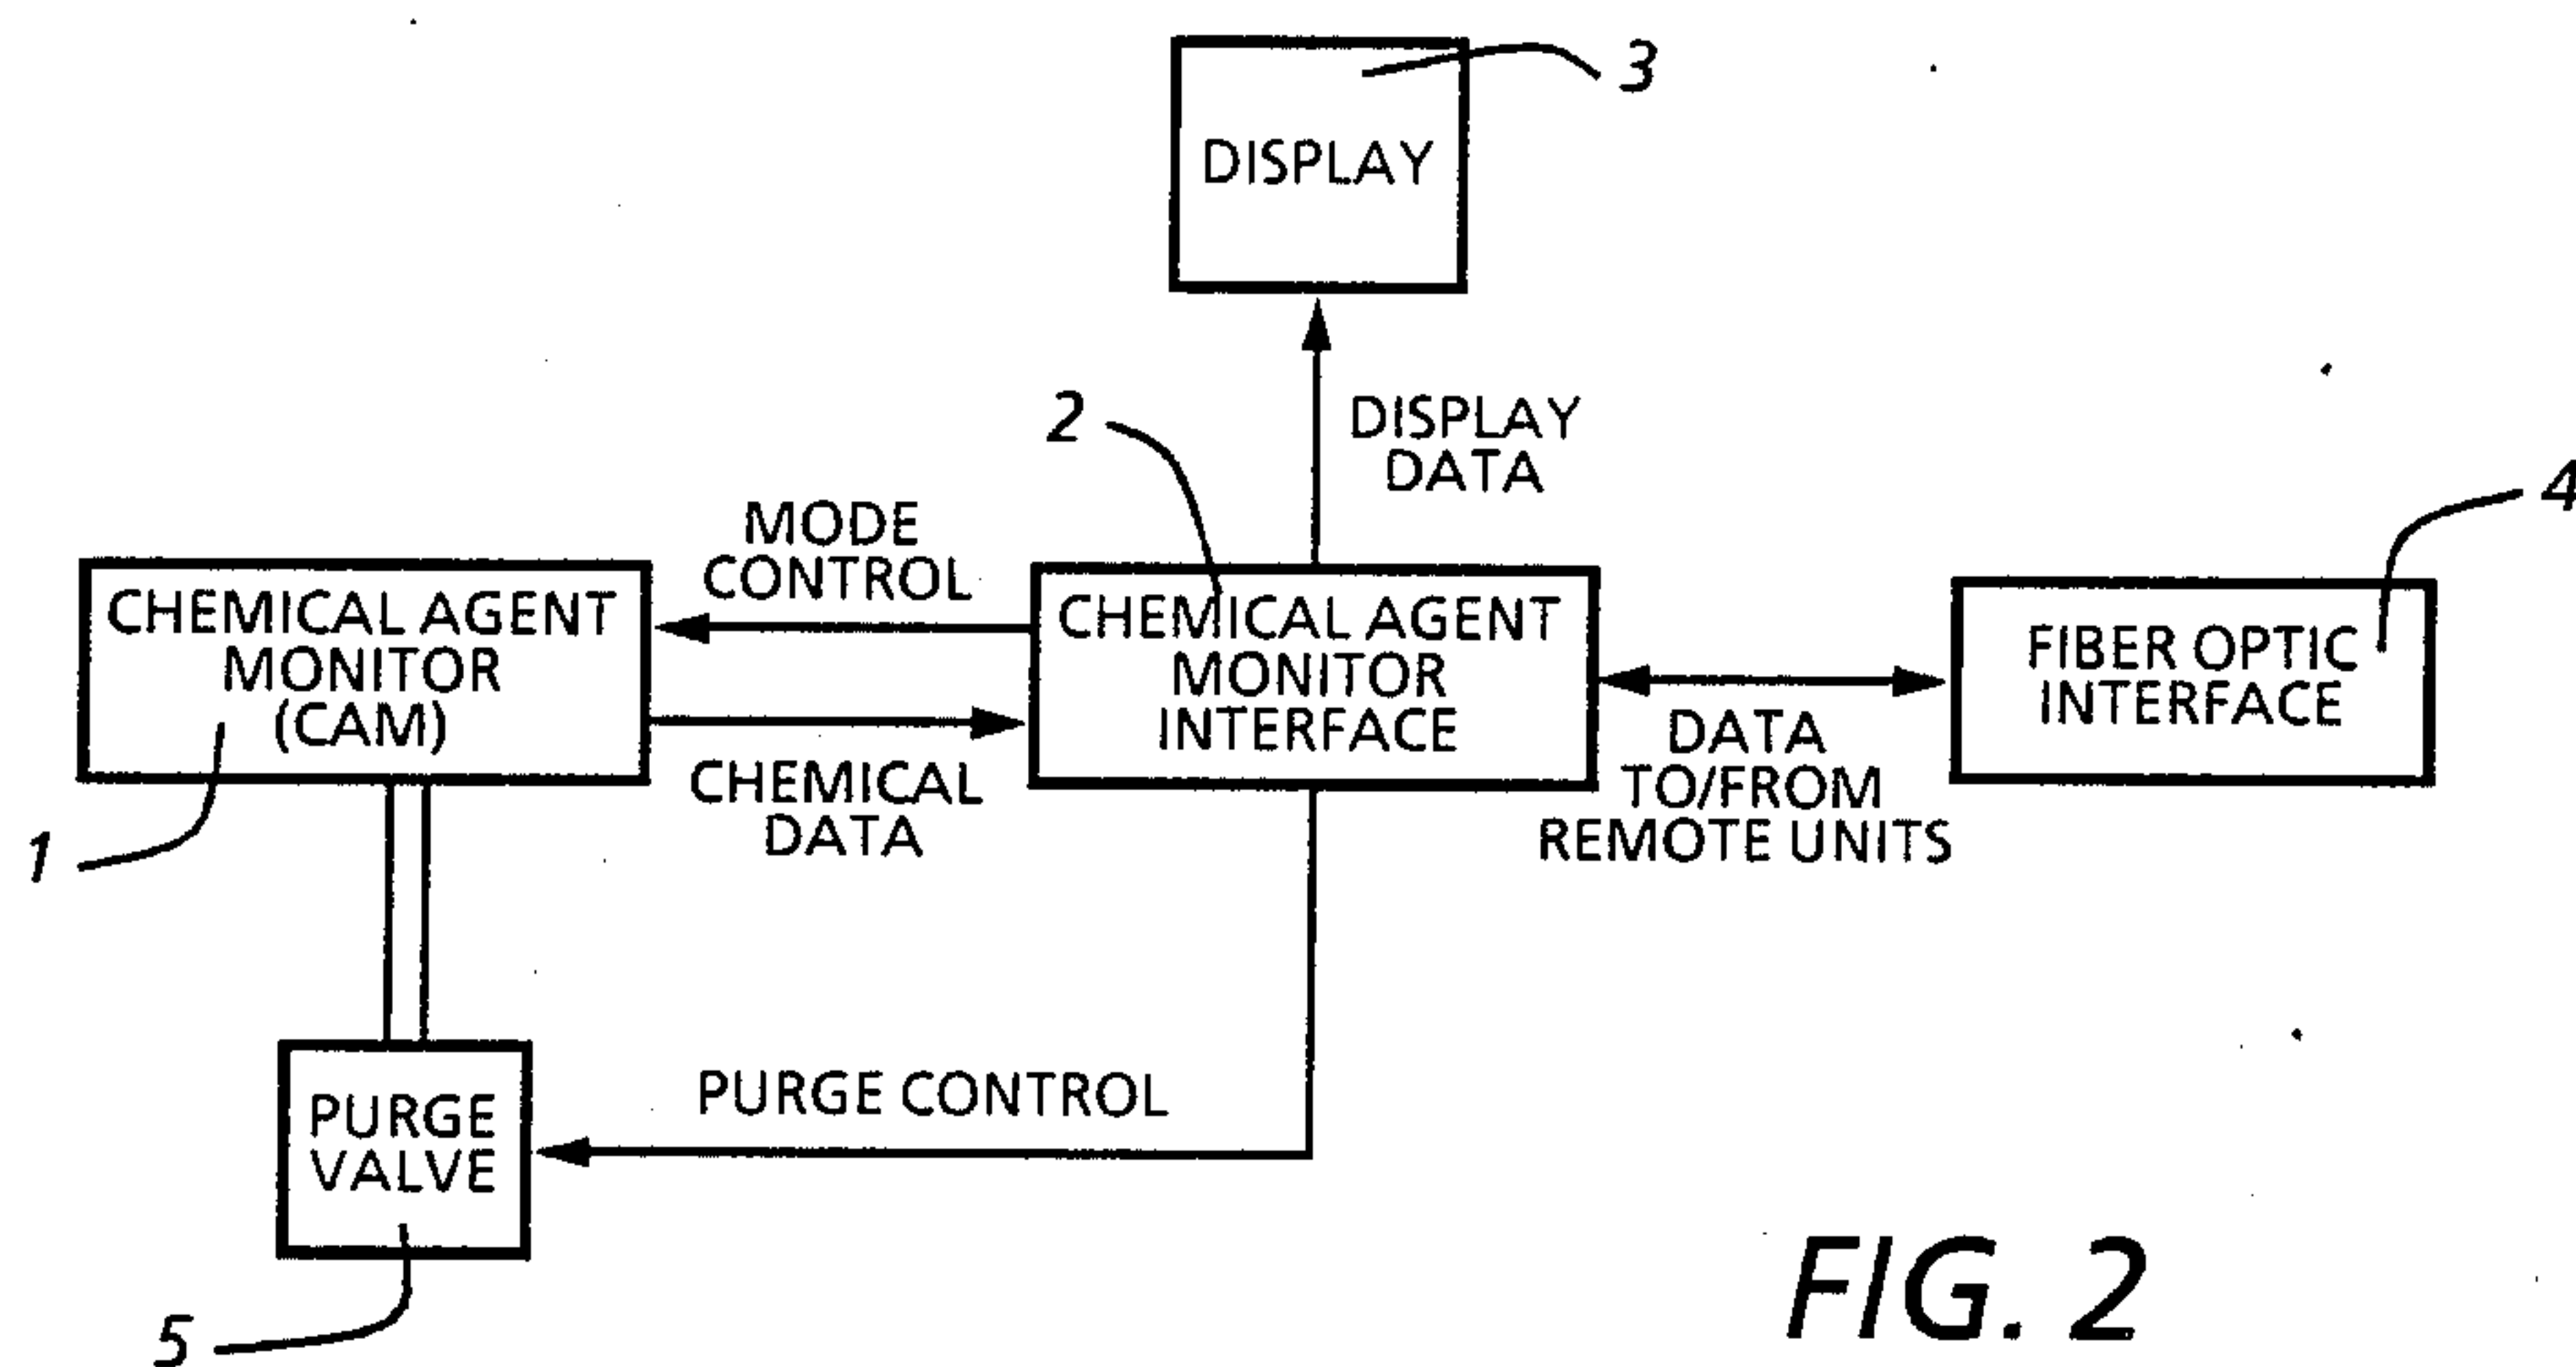 3
DISPLAY
2
DISPLAY
DATA
4
MODE
CONTROL
CHEMICAL AGENT
MONITOR
(CAM)
CHEMICAL AGENT
MONITOR
INTERFACE
FIBER OPTIC
INTERFACE
1
CHEMICAL
DATA
DATA
TO/FROM
REMOTE UNITS
PURGE CONTROL
PURGE
VALVE
5
FIG. 2